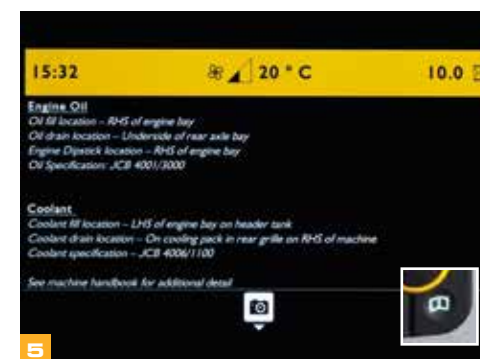 15:32 20 ° C 10.0
Engine Oil
Oil fill location – RHS of engine bay
Oil drain location – Underside of rear axle bay
Engine Dipstick location – RHS of engine bay
Oil Specification: JCB 4001/3000
Coolant
Coolant fill location – LHS of engine bay on header tank
Coolant drain location – On cooling pack in rear grille on RHS of machine
Coolant specification – JCB 4006/1100
See machine handbook for additional detail
5